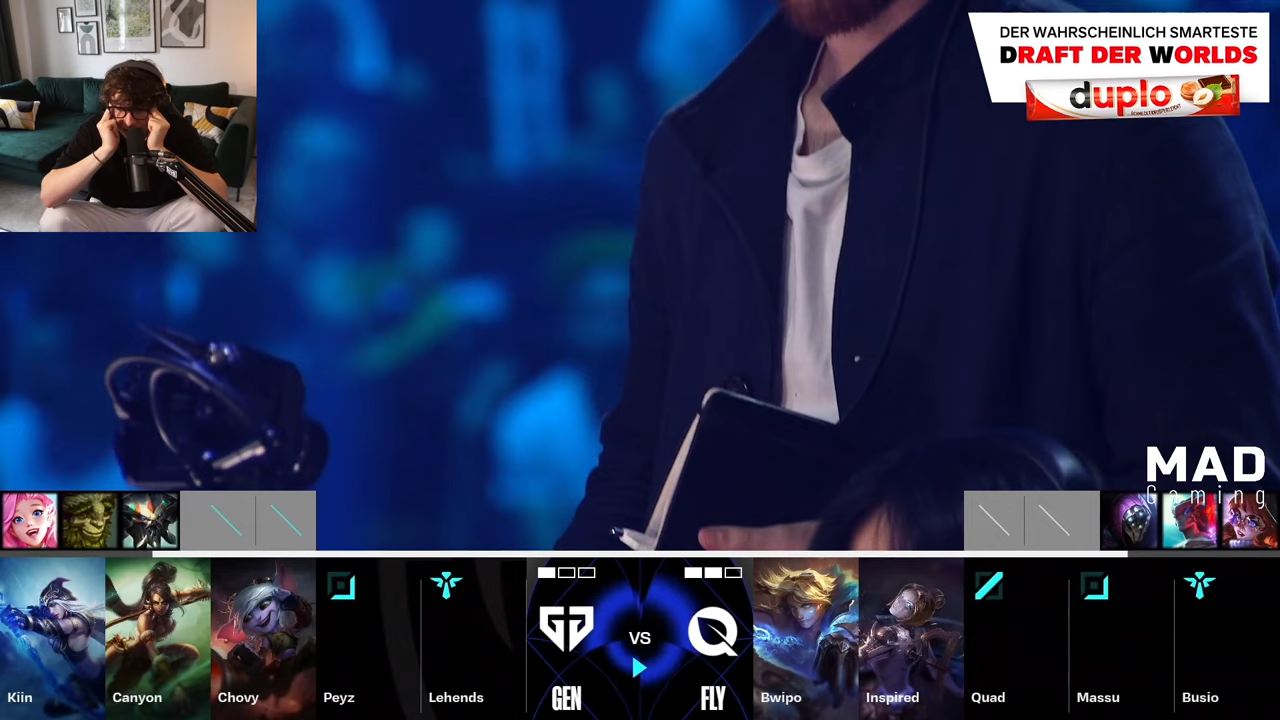 DER WAHRSCHEINLICH SMARTESTE
DRAFT DER WORLDS
duplo
MAD
Gaming
Kiin
Canyon
Chovy
Peyz
Lehends
VS
GEN
FLY
Bwipo
Inspired
Quad
Massu
Busio